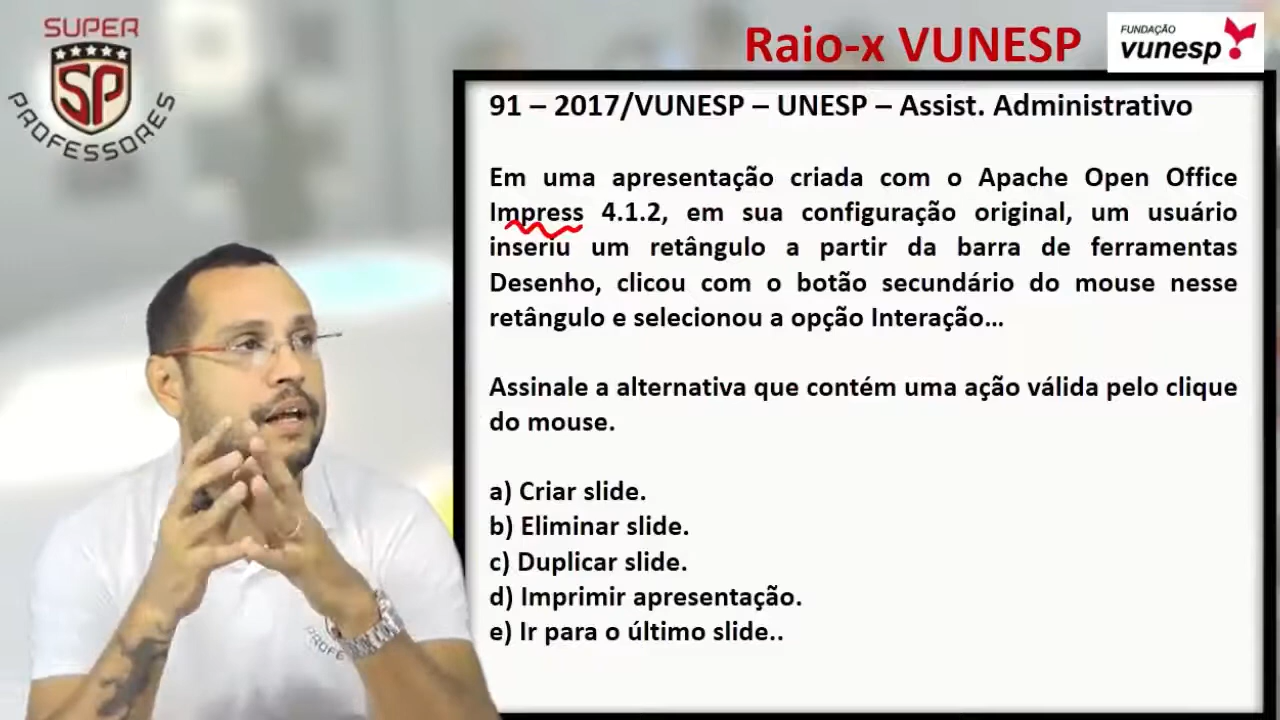 SUPER
SP
PROFESSORES
Raio-x VUNESP
FUNDAÇÃO
vunesp
91 – 2017/VUNESP – UNESP – Assist. Administrativo
Em uma apresentação criada com o Apache Open Office
Impress 4.1.2, em sua configuração original, um usuário
inseriu um retângulo a partir da barra de ferramentas
Desenho, clicou com o botão secundário do mouse nesse
retângulo e selecionou a opção Interação...
Assinale a alternativa que contém uma ação válida pelo clique
do mouse.
a) Criar slide.
b) Eliminar slide.
c) Duplicar slide.
d) Imprimir apresentação.
e) Ir para o último slide..